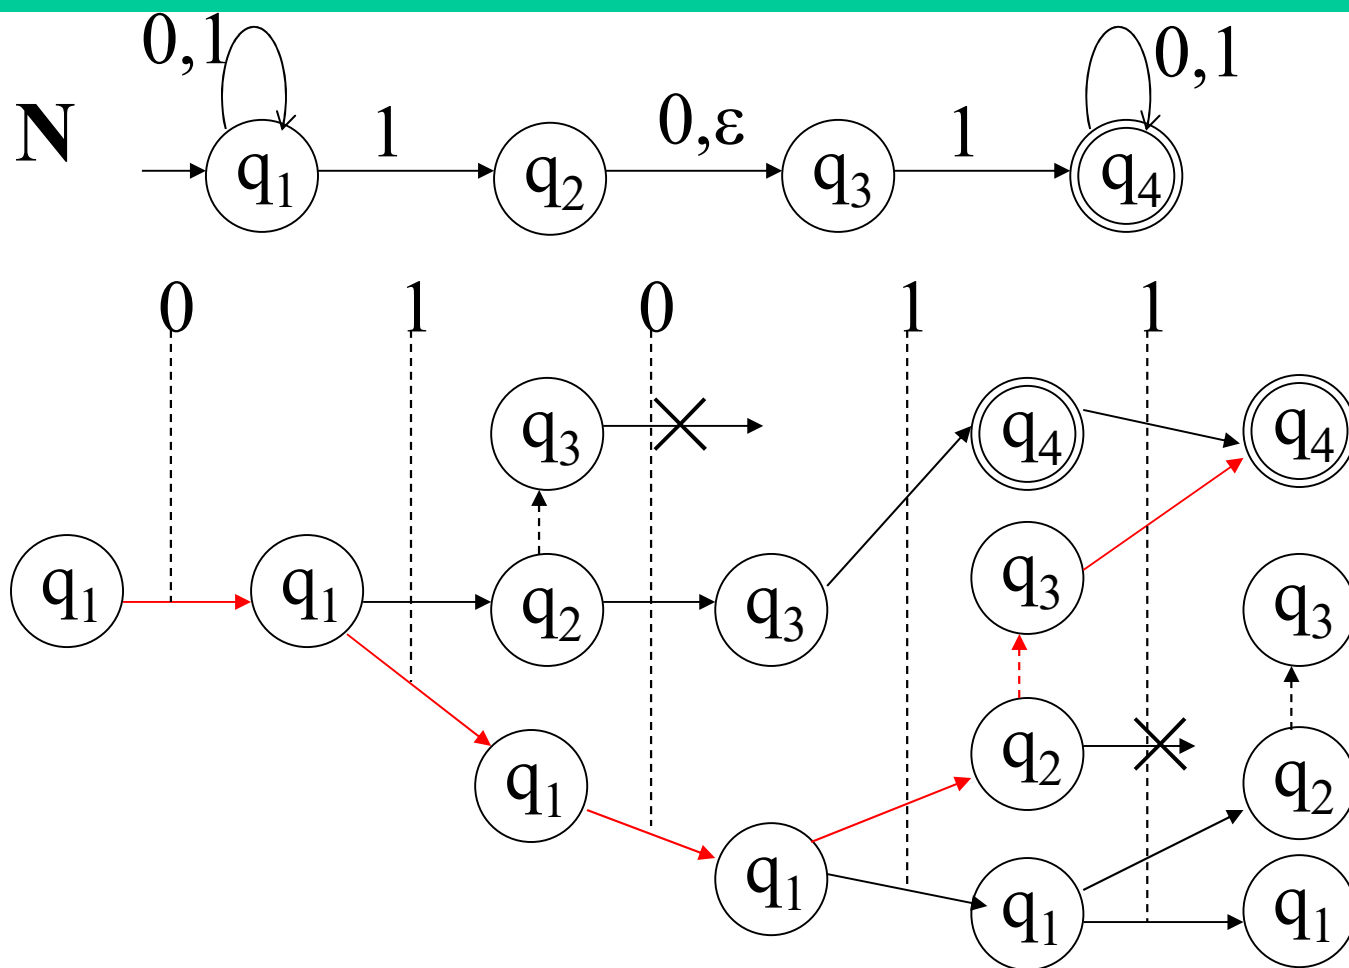 0,1 0,1
N 1 0,ε 1
q₁ q₂ q₃ q₄
0 1 0 1 1
q₃ q₄ q₄
q₁ q₁ q₂ q₃ q₃ q₃
q₁ q₂ q₂
q₁ q₁ q₁